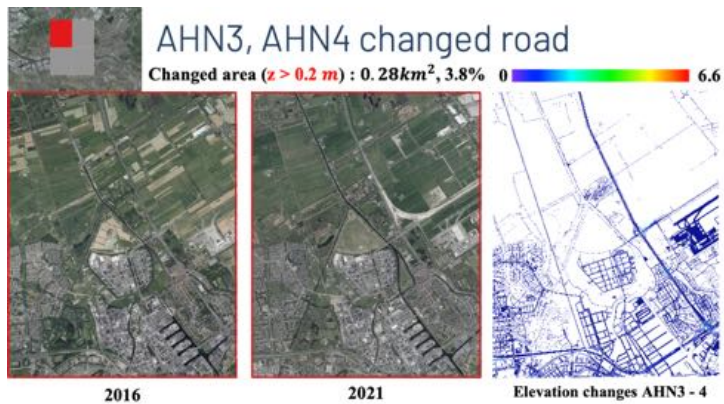 AHN3, AHN4 changed road
Changed area (z > 0.2 m) : 0.28km², 3.8%
0 6.6
2016
2021
Elevation changes AHN3 - 4